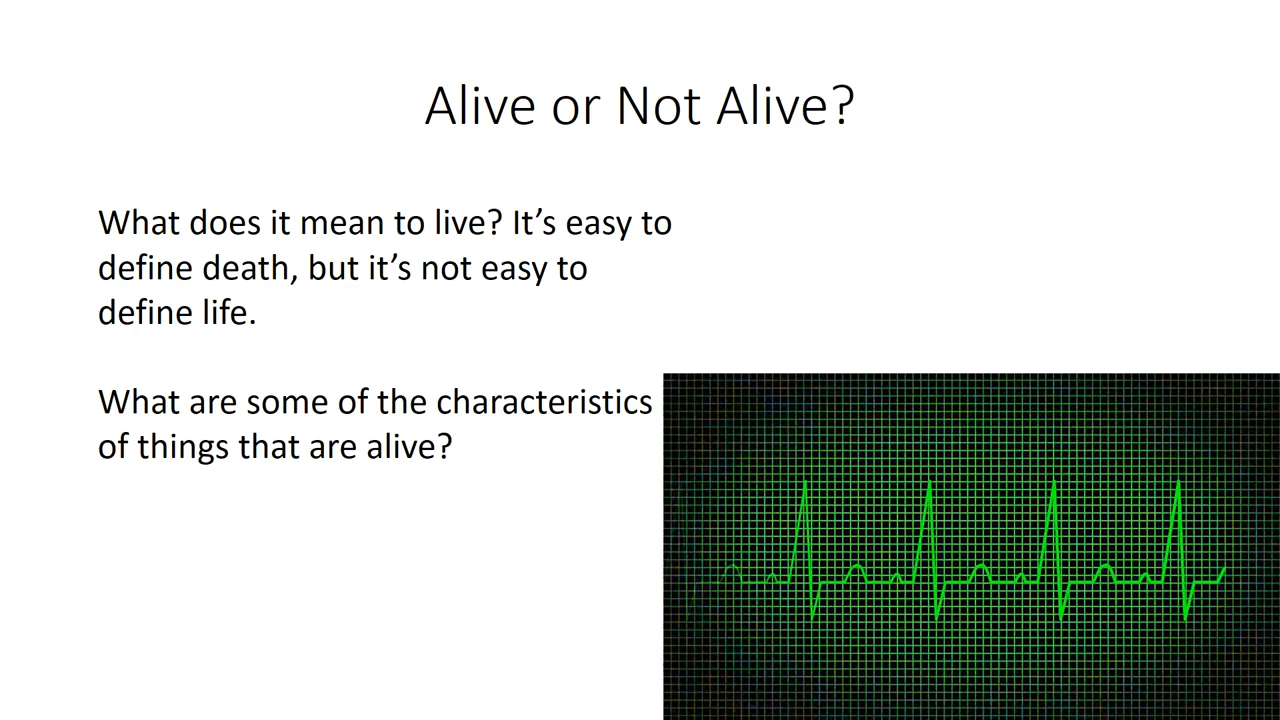 Alive or Not Alive?
What does it mean to live? It’s easy to
define death, but it’s not easy to
define life.
What are some of the characteristics
of things that are alive?